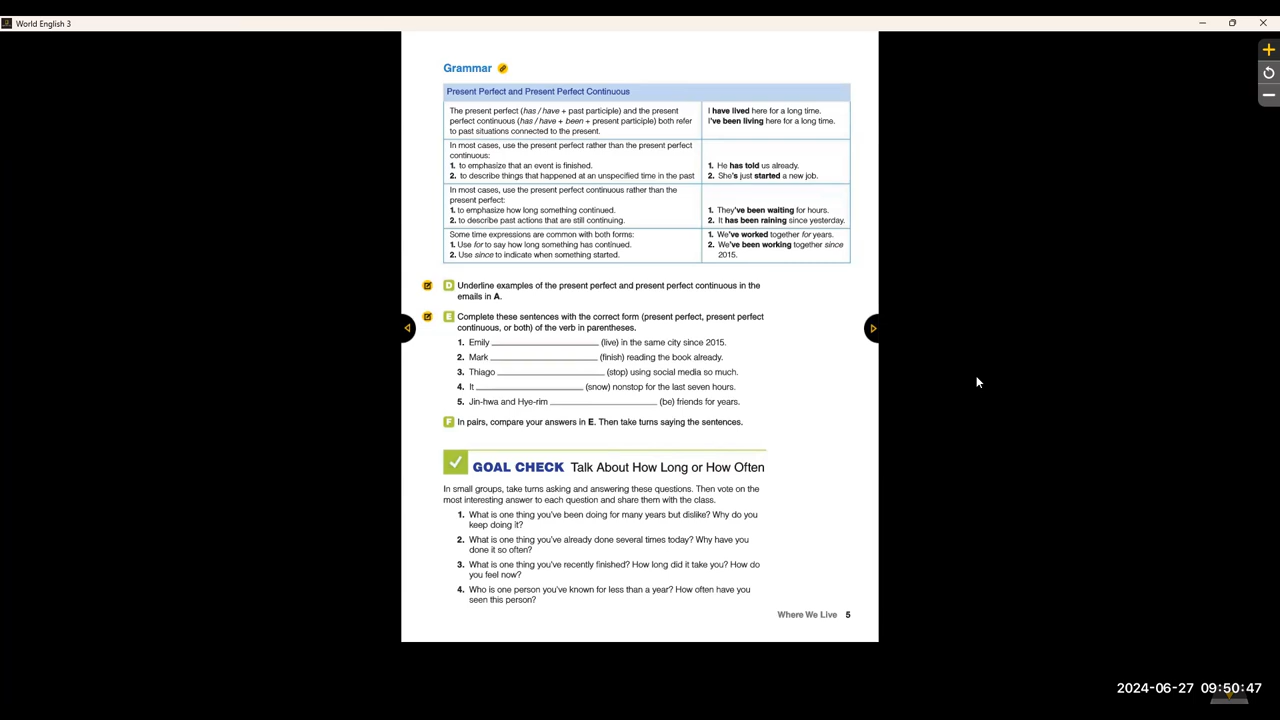 World English 3
Grammar
Present Perfect and Present Perfect Continuous
The present perfect (has / have + past participle) and the present
perfect continuous (has / have + been + present participle) both refer
to past situations connected to the present.
I have lived here for a long time.
I've been living here for a long time.
In most cases, use the present perfect rather than the present perfect
continuous:
1. to emphasize that an event is finished.
2. to describe things that happened at an unspecified time in the past
1. He has told us already.
2. She's just started a new job.
In most cases, use the present perfect continuous rather than the
present perfect:
1. to emphasize how long something continued.
2. to describe past actions that are still continuing.
1. They've been waiting for hours.
2. It has been raining since yesterday.
Some time expressions are common with both forms:
1. Use for to say how long something has continued.
2. Use since to indicate when something started.
1. We've worked together for years.
2. We've been working together since
2015.
D Underline examples of the present perfect and present perfect continuous in the
emails in A.
E Complete these sentences with the correct form (present perfect, present perfect
continuous, or both) of the verb in parentheses.
1. Emily ____________ (live) in the same city since 2015.
2. Mark ____________ (finish) reading the book already.
3. Thiago ____________ (stop) using social media so much.
4. It ____________ (snow) nonstop for the last seven hours.
5. Jin-hwa and Hye-rim ____________ (be) friends for years.
F In pairs, compare your answers in E. Then take turns saying the sentences.
GOAL CHECK Talk About How Long or How Often
In small groups, take turns asking and answering these questions. Then vote on the
most interesting answer to each question and share them with the class.
1. What is one thing you've been doing for many years but dislike? Why do you
keep doing it?
2. What is one thing you've already done several times today? Why have you
done it so often?
3. What is one thing you've recently finished? How long did it take you? How do
you feel now?
4. Who is one person you've known for less than a year? How often have you
seen this person?
Where We Live 5
2024-06-27 09:50:47